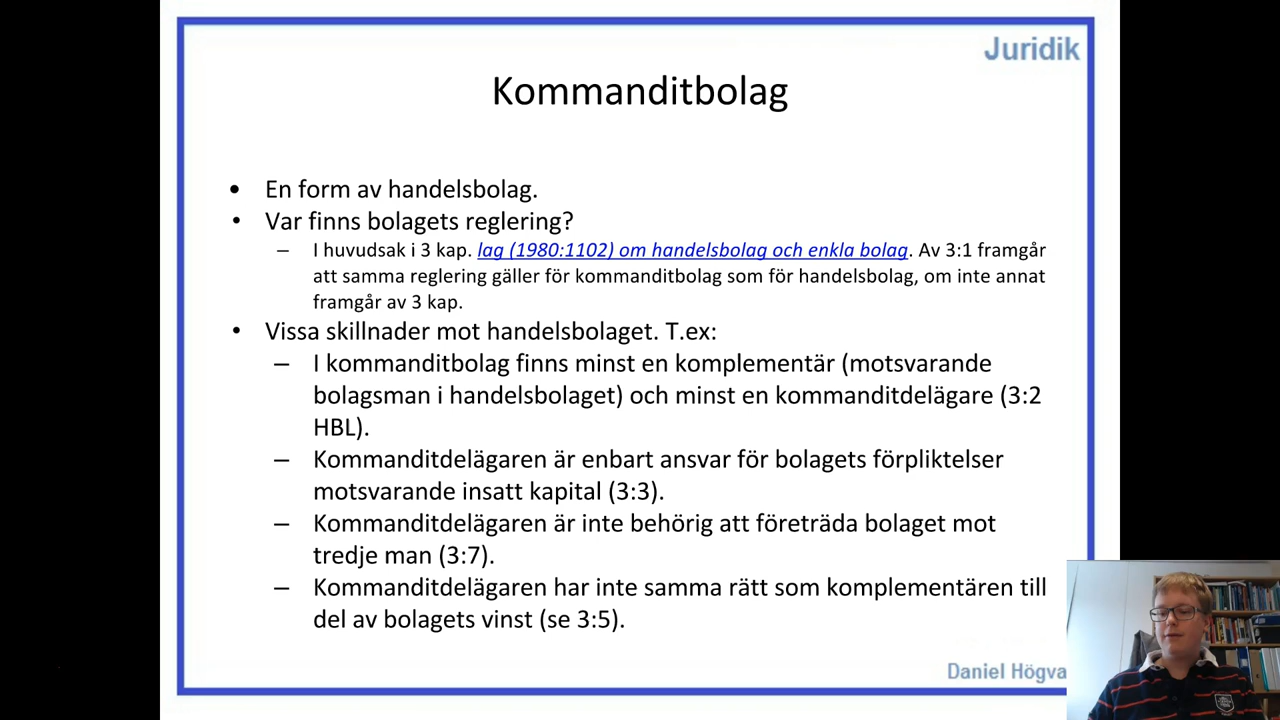 Juridik
Kommanditbolag
• En form av handelsbolag.
• Var finns bolagets reglering?
– I huvudsak i 3 kap. lag (1980:1102) om handelsbolag och enkla bolag. Av 3:1 framgår
att samma reglering gäller för kommanditbolag som för handelsbolag, om inte annat
framgår av 3 kap.
• Vissa skillnader mot handelsbolaget. T.ex:
– I kommanditbolag finns minst en komplementär (motsvarande
bolagsman i handelsbolaget) och minst en kommanditdelägare (3:2
HBL).
– Kommanditdelägaren är enbart ansvar för bolagets förpliktelser
motsvarande insatt kapital (3:3).
– Kommanditdelägaren är inte behörig att företräda bolaget mot
tredje man (3:7).
– Kommanditdelägaren har inte samma rätt som komplementären till
del av bolagets vinst (se 3:5).
Daniel Högva